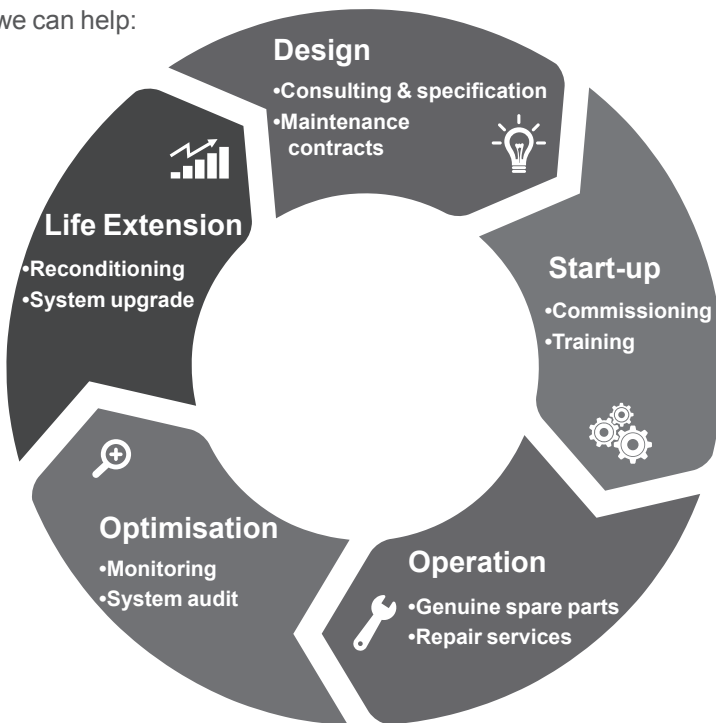 we can help:
Design
•Consulting & specification
•Maintenance
contracts
Start-up
•Commissioning
•Training
Operation
•Genuine spare parts
•Repair services
Optimisation
•Monitoring
•System audit
Life Extension
•Reconditioning
•System upgrade